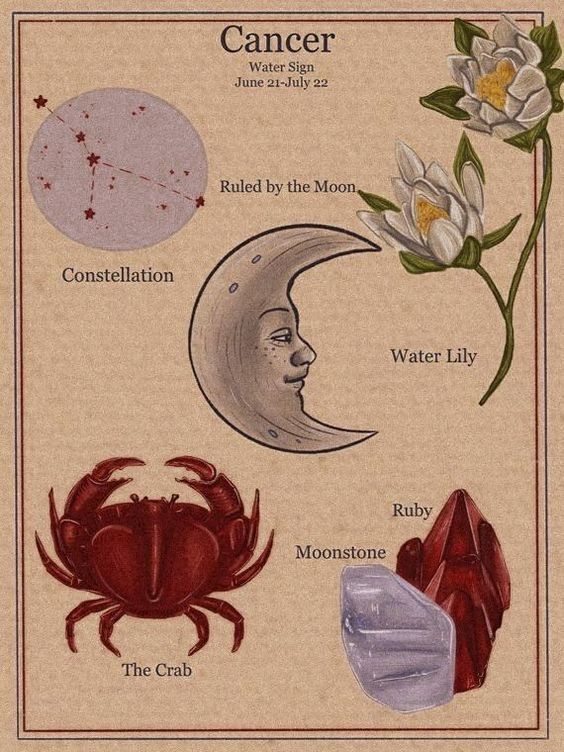 Cancer
Water Sign
June 21-July 22
Ruled by the Moon
Constellation
Water Lily
Ruby
Moonstone
The Crab